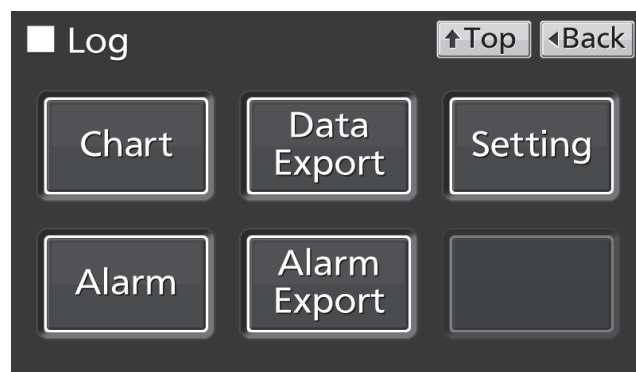 Log
Top
Back
Chart
Data
Export
Setting
Alarm
Alarm
Export